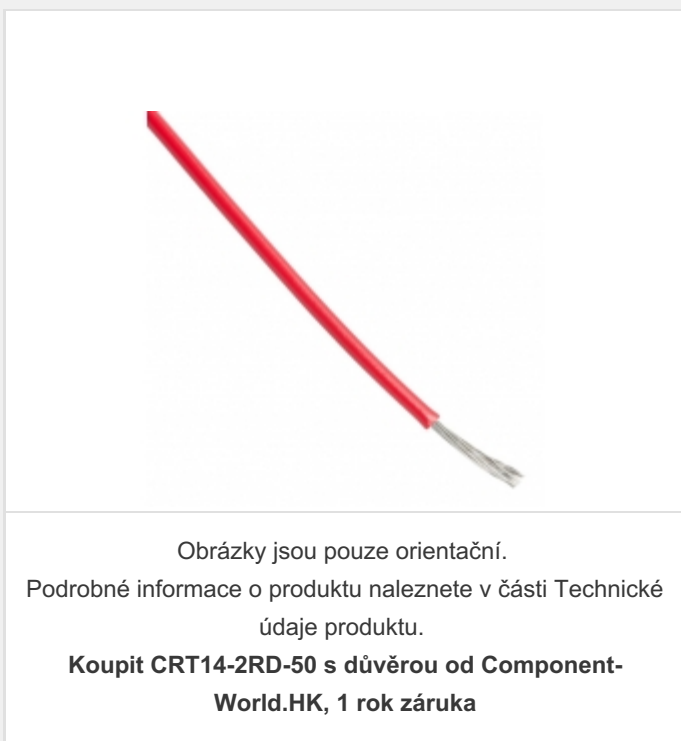 Obrázky jsou pouze orientační.
Podrobné informace o produktu naleznete v části Technické
údaje produktu.
Koupit CRT14-2RD-50 s důvěrou od Component-
World.HK, 1 rok záruka